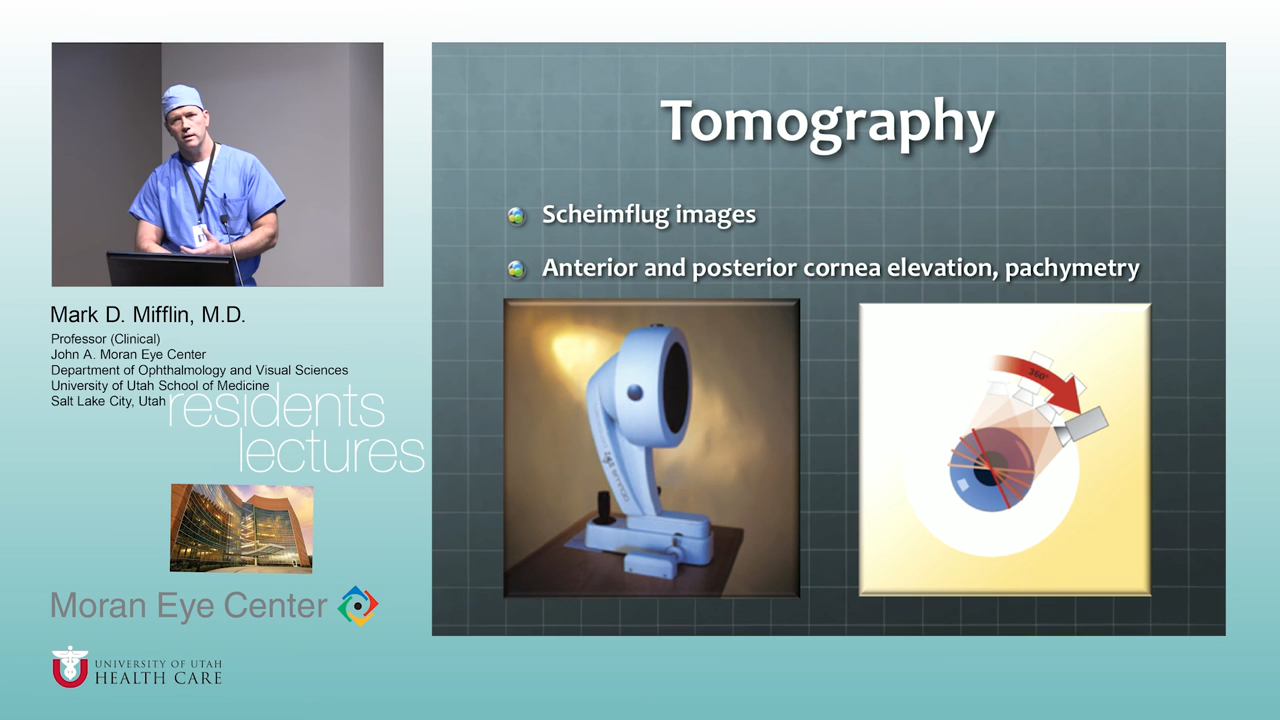 Mark D. Mifflin, M.D.
Professor (Clinical)
John A. Moran Eye Center
Department of Ophthalmology and Visual Sciences
University of Utah School of Medicine
Salt Lake City, Utah
residents
lectures
Moran Eye Center
UNIVERSITY OF UTAH
HEALTH CARE
Tomography
Scheimflug images
Anterior and posterior cornea elevation, pachymetry
360°